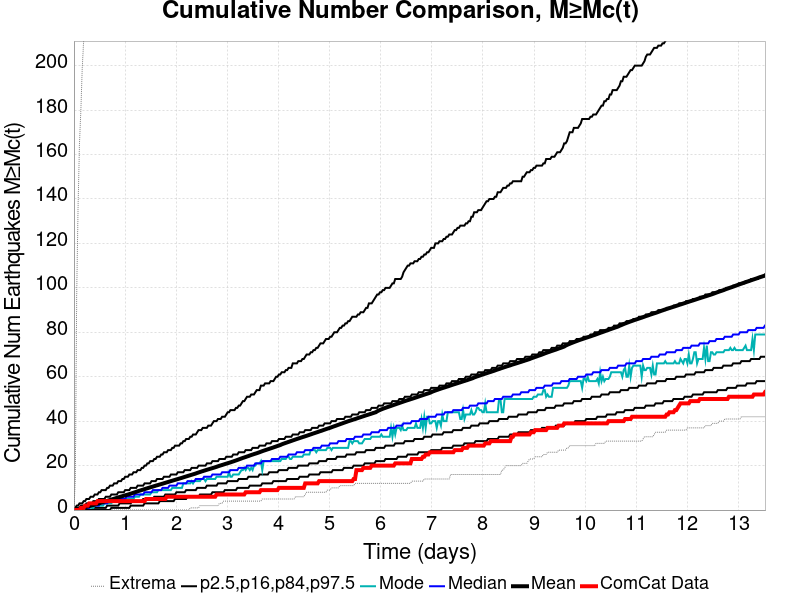 Cumulative Number Comparison, M≥Mc(t)
Cumulative Num Earthquakes M≥Mc(t)
200
180
160
140
120
100
80
60
40
20
0
0 1 2 3 4 5 6 7 8 9 10 11 12 13
Time (days)
Extrema p2.5,p16,p84,p97.5 Mode Median Mean ComCat Data